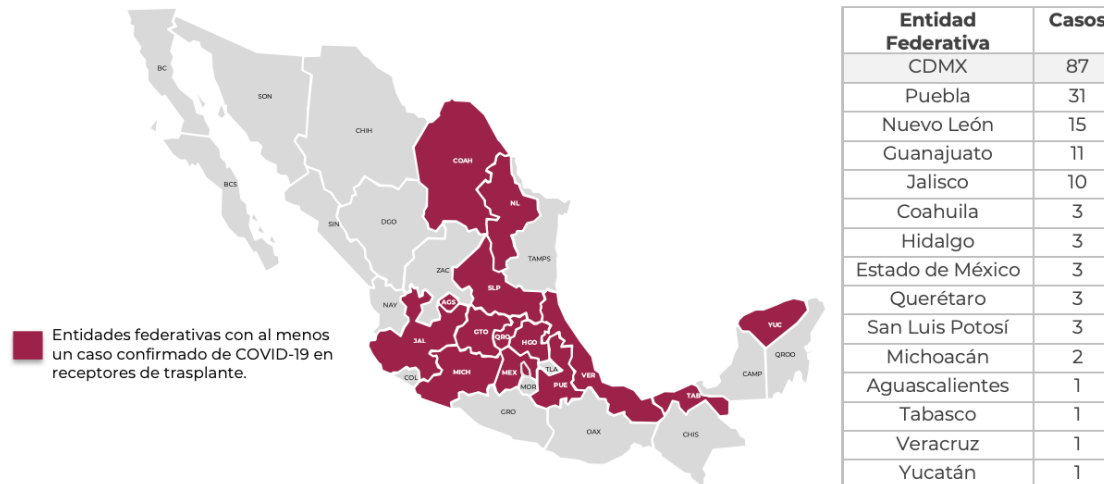 BC
SON
CHIH
COAH
BCS
NL
SIN
DGO
TAMPS
ZAC
SLP
NAY
AGS
YUC
GTO
QRO
HGO
JAL
QROO
MICH
MEX
TLA
VER
CAMP
COL
MOR
PUE
TAB
GRO
OAX
CHIS
Entidades federativas con al menos
un caso confirmado de COVID-19 en
receptores de trasplante.
Entidad Casos
Federativa
CDMX 87
Puebla 31
Nuevo León 15
Guanajuato 11
Jalisco 10
Coahuila 3
Hidalgo 3
Estado de México 3
Querétaro 3
San Luis Potosí 3
Michoacán 2
Aguascalientes 1
Tabasco 1
Veracruz 1
Yucatán 1